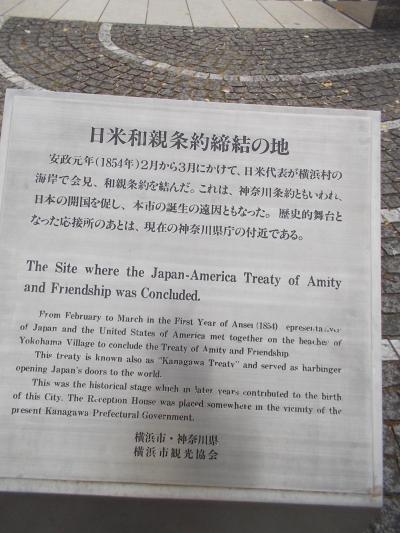 日米和親条約締結の地
安政元年(1854年)2月から3月にかけて、日米代表が横浜村の
海岸で会見、和親条約を結んだ。これは、神奈川条約ともいわれ、
日本の開国を促し、本市の誕生の遠因ともなった。歴史的舞台と
なった応接所のあとは、現在の神奈川県庁の付近である。
The Site where the Japan-America Treaty of Amity
and Friendship was Concluded.
From February to March in the First Year of Ansei (1854) epresentatives
of Japan and the United States of America met together on the beaches of
Yokohama Village to conclude the Treaty of Amity and Friendship
This treaty is known also as "Kanagawa Treaty" and served as harbinger
opening Japan's doors to the world.
This was the historical stage which in later years contributed to the birth
of this City. The Reception House was placed somewhere in the vicinity of the
present Kanagawa Prefectural Government.
横浜市・神奈川県
横浜市観光協会